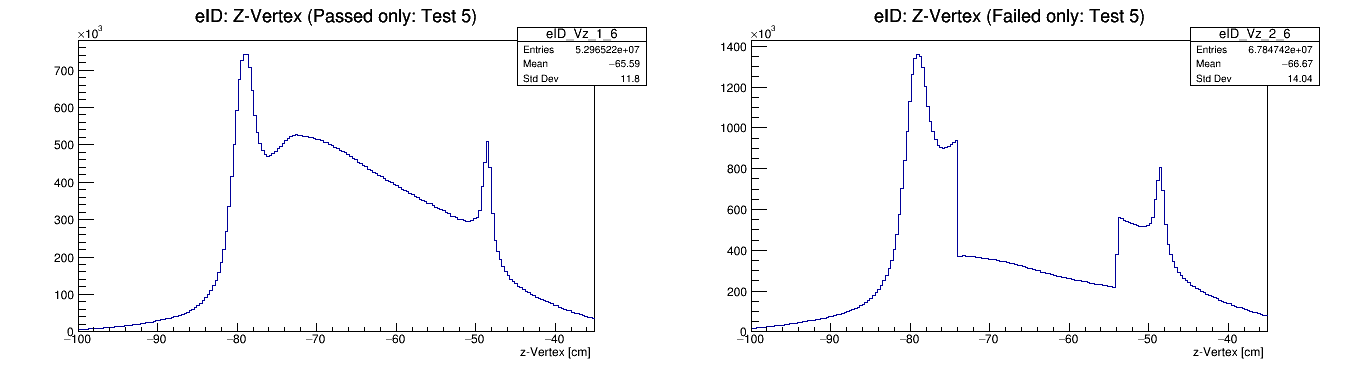 eID: Z-Vertex (Passed only: Test 5)
×10³
eID_Vz_1_6
Entries 5.296522e+07
Mean −65.59
Std Dev 11.8
700
600
500
400
300
200
100
0
−100 −90 −80 −70 −60 −50 −40
z-Vertex [cm]
eID: Z-Vertex (Failed only: Test 5)
×10³
eID_Vz_2_6
Entries 6.784742e+07
Mean −66.67
Std Dev 14.04
1400
1200
1000
800
600
400
200
0
−100 −90 −80 −70 −60 −50 −40
z-Vertex [cm]